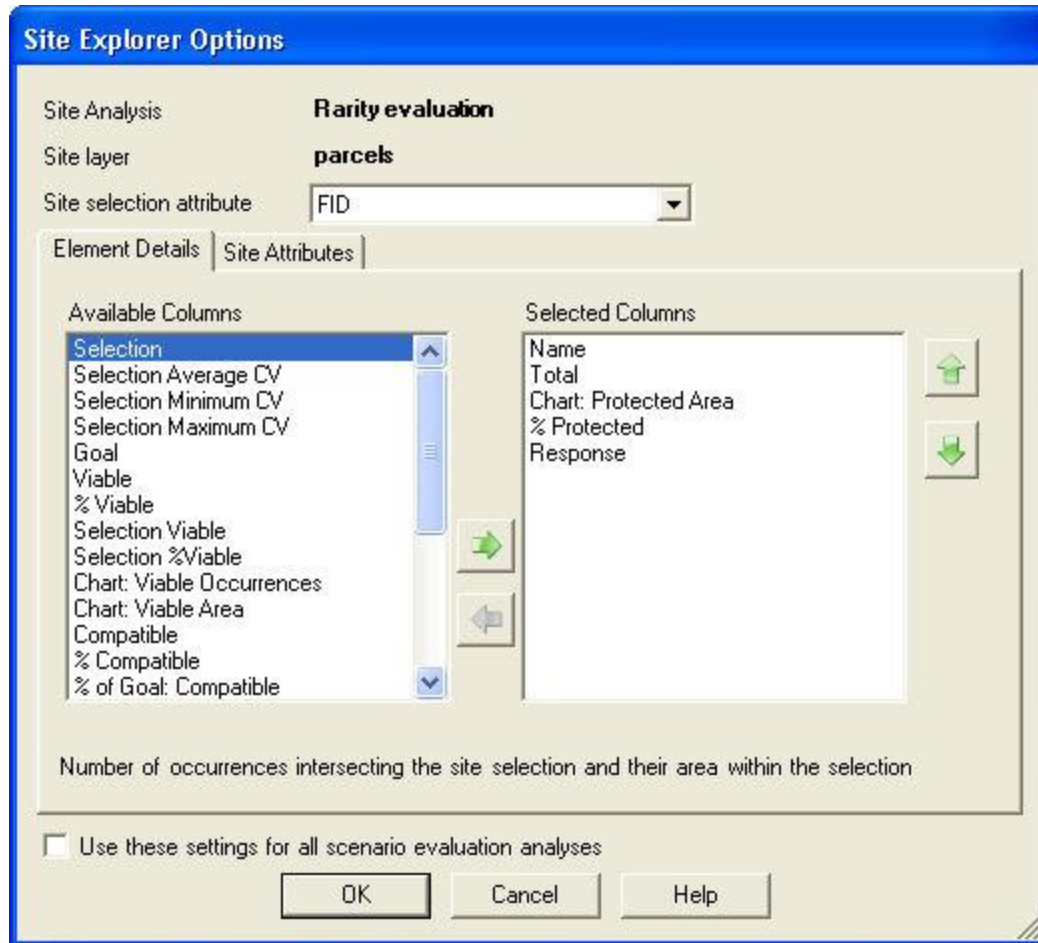 Site Explorer Options
Site Analysis Rarity evaluation
Site layer parcels
Site selection attribute FID
Element Details Site Attributes
Available Columns
Selection
Selection Average CV
Selection Minimum CV
Selection Maximum CV
Goal
Viable
% Viable
Selection Viable
Selection %Viable
Chart: Viable Occurrences
Chart: Viable Area
Compatible
% Compatible
% of Goal: Compatible
Selected Columns
Name
Total
Chart: Protected Area
% Protected
Response
Number of occurrences intersecting the site selection and their area within the selection
Use these settings for all scenario evaluation analyses
OK Cancel Help